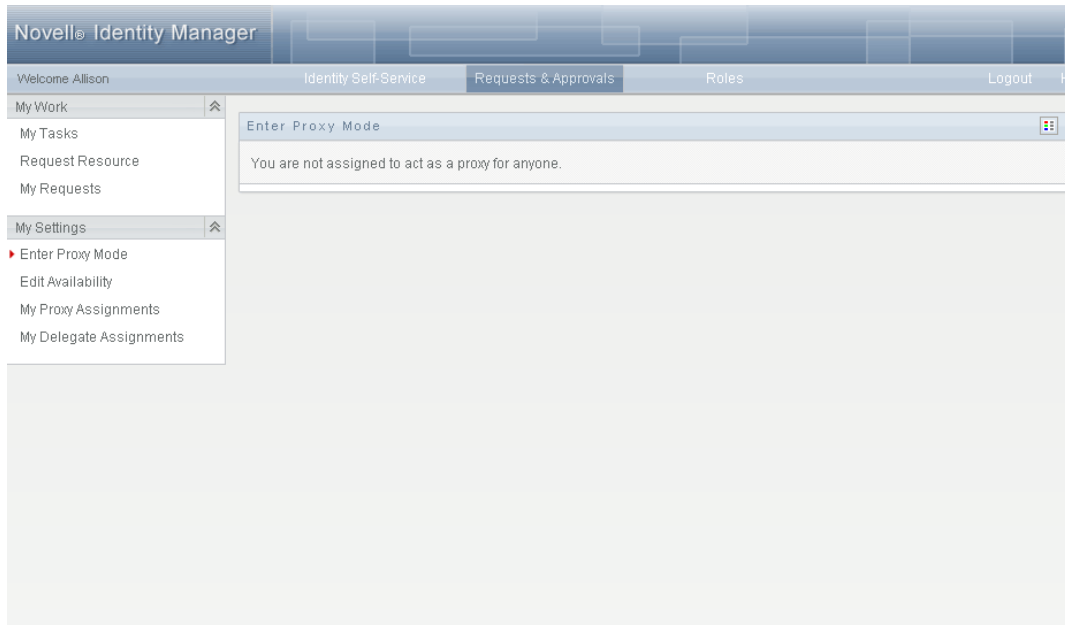 Novell® Identity Manager
Welcome Allison
Identity Self-Service
Requests & Approvals
Roles
Logout
My Work
My Tasks
Request Resource
My Requests
My Settings
Enter Proxy Mode
Edit Availability
My Proxy Assignments
My Delegate Assignments
Enter Proxy Mode
You are not assigned to act as a proxy for anyone.